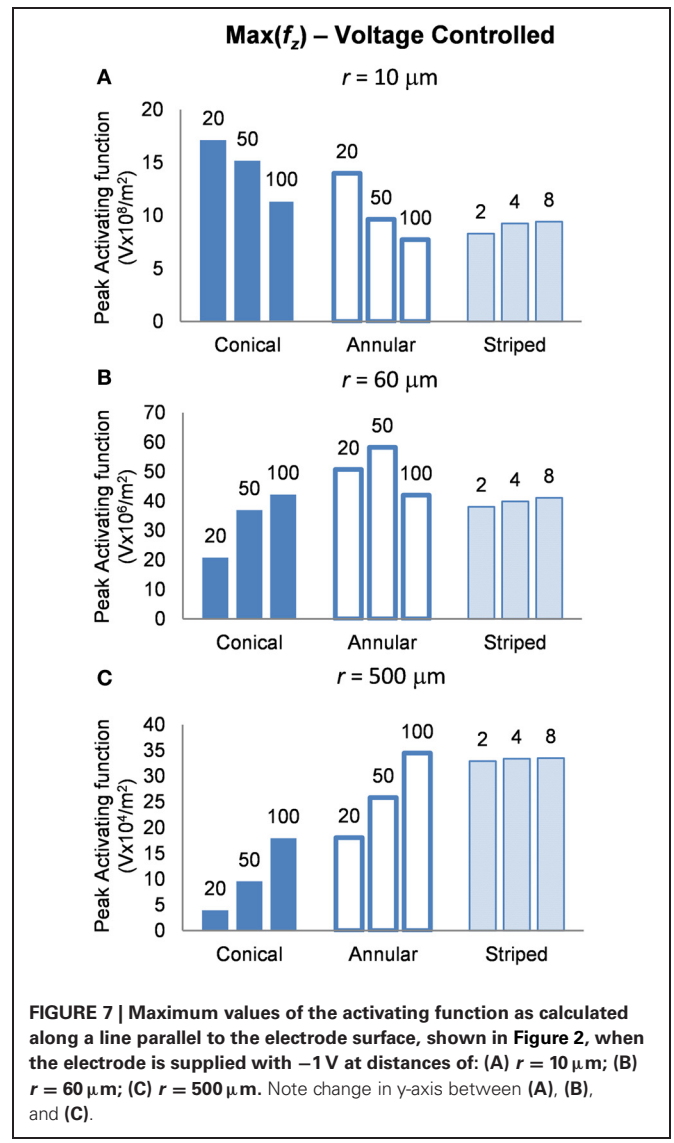 Max(fz) – Voltage Controlled
A
r = 10 μm
Peak Activating function
(Vx10⁸/m²)
20
15
10
5
0
20
50
100
20
50
100
2
4
8
Conical
Annular
Striped
B
r = 60 μm
Peak Activating function
(Vx10⁶/m²)
70
60
50
40
30
20
10
0
20
50
100
20
50
100
2
4
8
Conical
Annular
Striped
C
r = 500 μm
Peak Activating function
(Vx10⁴/m²)
40
35
30
25
20
15
10
5
0
20
50
100
20
50
100
2
4
8
Conical
Annular
Striped
FIGURE 7 | Maximum values of the activating function as calculated
along a line parallel to the electrode surface, shown in Figure 2, when
the electrode is supplied with −1 V at distances of: (A) r = 10 μm; (B)
r = 60 μm; (C) r = 500 μm. Note change in y-axis between (A), (B),
and (C).